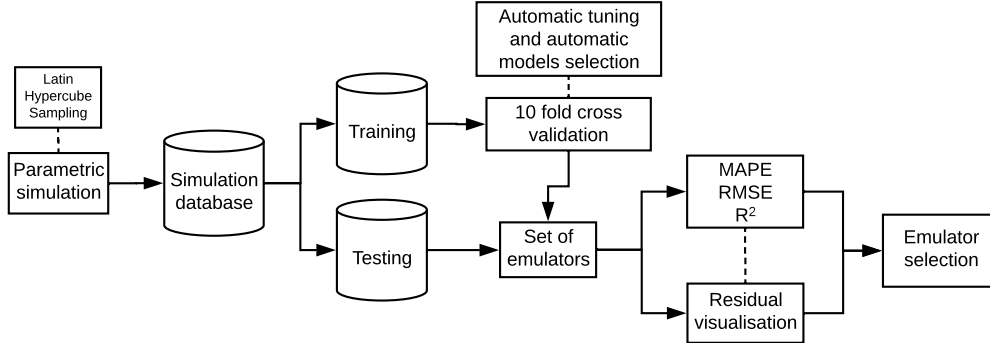 Automatic tuning
and automatic
models selection
Latin
Hypercube
Sampling
Parametric
simulation
Simulation
database
Training
10 fold cross
validation
Testing
Set of
emulators
MAPE
RMSE
R²
Residual
visualisation
Emulator
selection